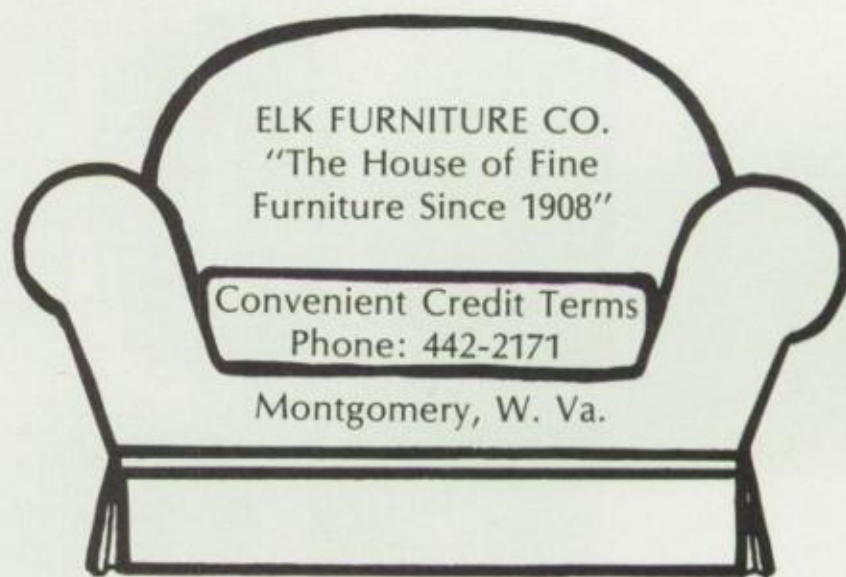 ELK FURNITURE CO.
"The House of Fine
Furniture Since 1908"
Convenient Credit Terms
Phone: 442-2171
Montgomery, W. Va.